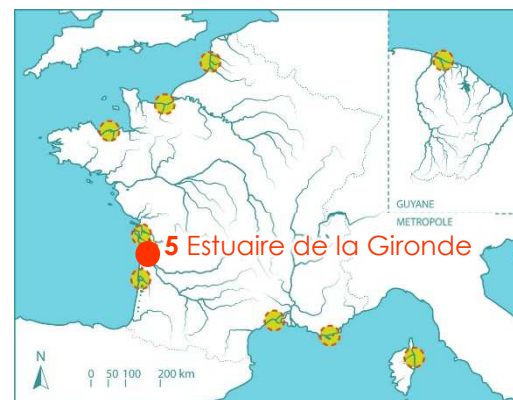 GUYANE
METROPOLE
5 Estuaire de la Gironde
N
0 50 100 200 km